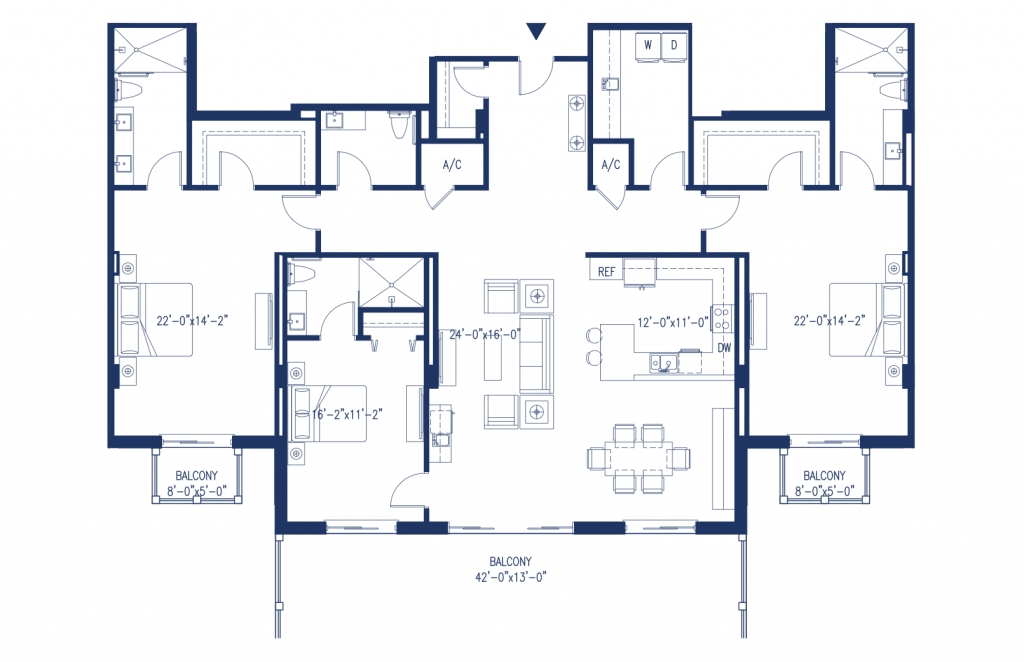 W D
A/C
A/C
REF
22'-0"x14'-2"
24'-0"x16'-0"
12'-0"x11'-0"
22'-0"x14'-2"
DW
16'-2"x11'-2"
BALCONY
8'-0"x5'-0"
BALCONY
8'-0"x5'-0"
BALCONY
42'-0"x13'-0"